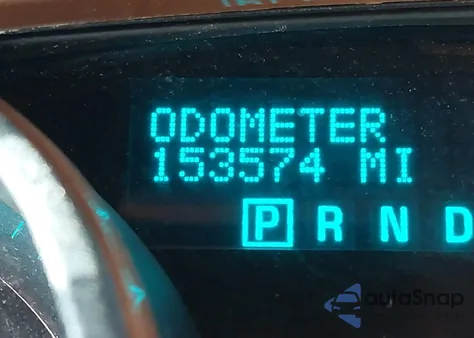 ODOMETER
153574 MI
P R N D
autoSnap